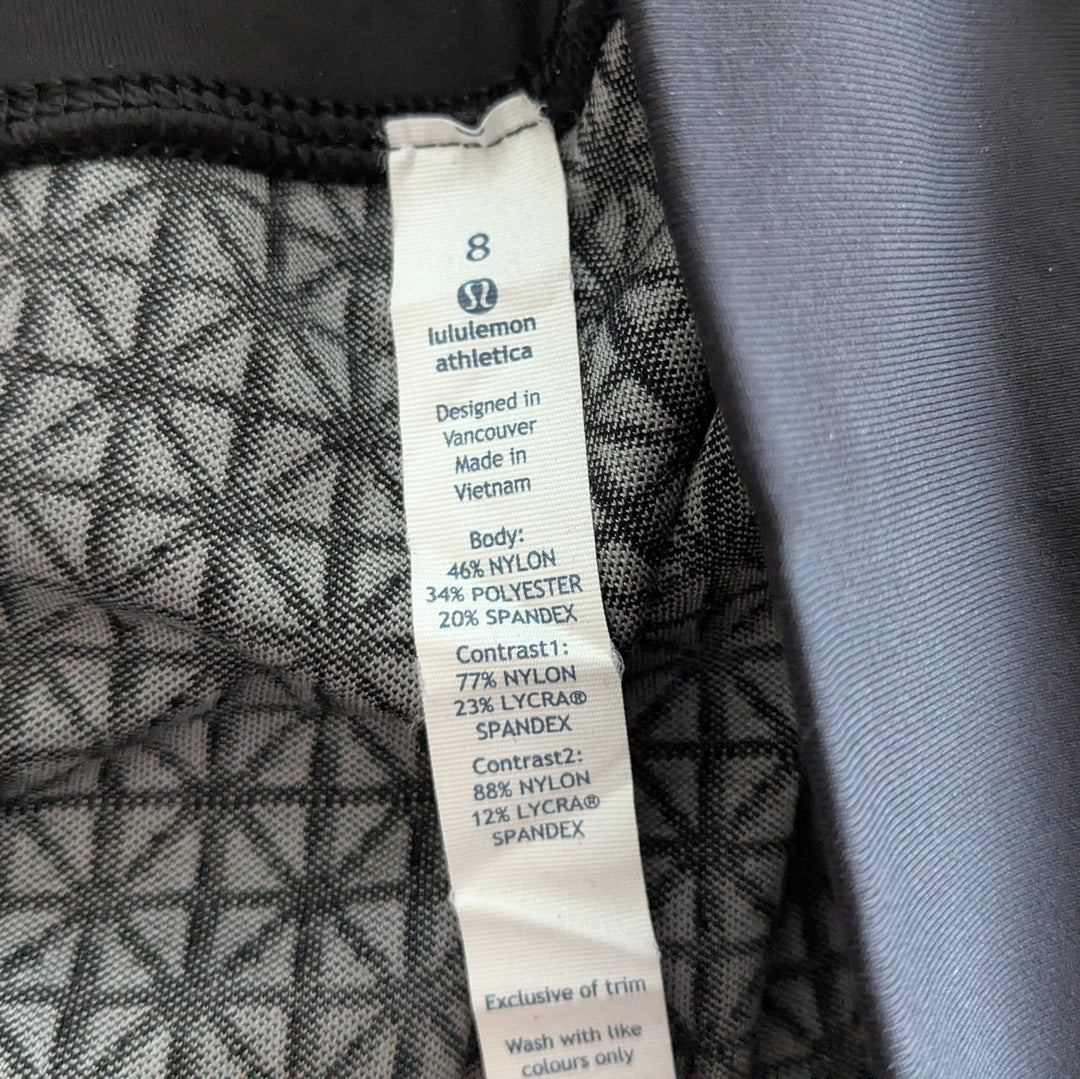 8
lululemon
athletica
Designed in
Vancouver
Made in
Vietnam
Body:
46% NYLON
34% POLYESTER
20% SPANDEX
Contrast1:
77% NYLON
23% LYCRA®
SPANDEX
Contrast2:
88% NYLON
12% LYCRA®
SPANDEX
Exclusive of trim
Wash with like
colours only